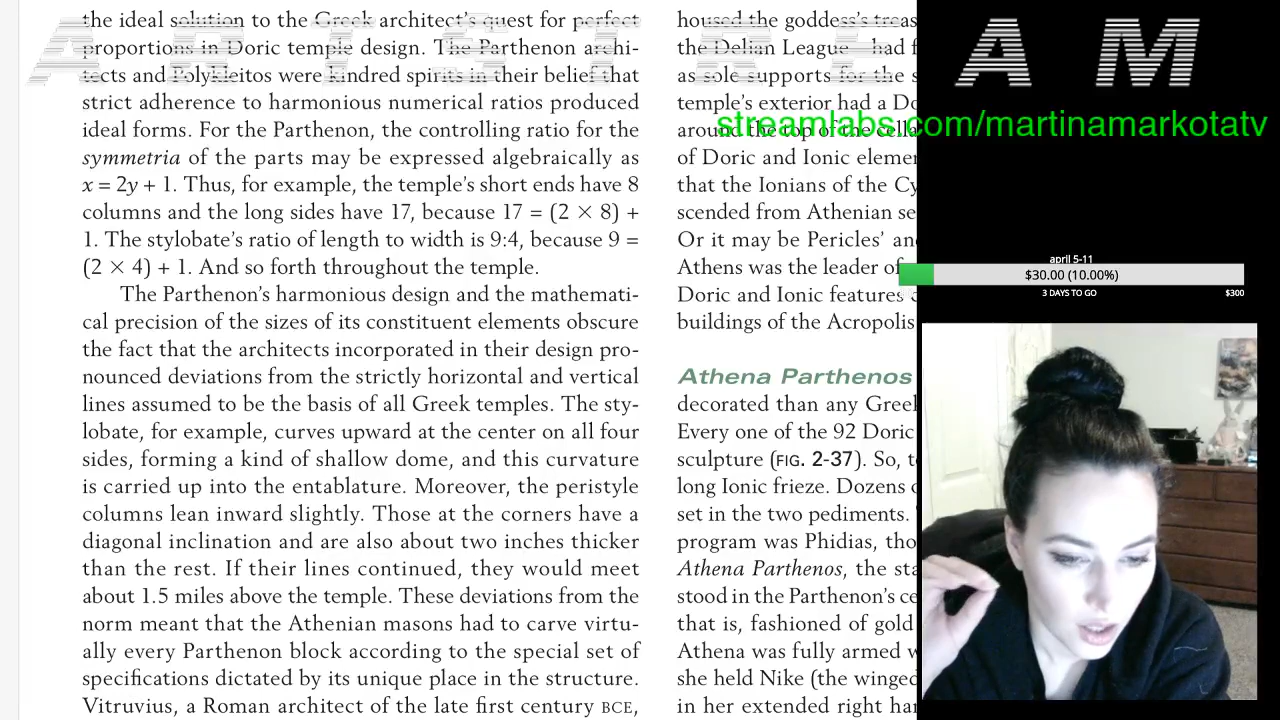 the ideal solution to the Greek architect's quest for perfect
proportions in Doric temple design. The Parthenon archi-
tects and Polykleitos were kindred spirits in their belief that
strict adherence to harmonious numerical ratios produced
ideal forms. For the Parthenon, the controlling ratio for the
symmetria of the parts may be expressed algebraically as
x = 2y + 1. Thus, for example, the temple's short ends have 8
columns and the long sides have 17, because 17 = (2 × 8) +
1. The stylobate's ratio of length to width is 9:4, because 9 =
(2 × 4) + 1. And so forth throughout the temple.
The Parthenon's harmonious design and the mathemati-
cal precision of the sizes of its constituent elements obscure
the fact that the architects incorporated in their design pro-
nounced deviations from the strictly horizontal and vertical
lines assumed to be the basis of all Greek temples. The sty-
lobate, for example, curves upward at the center on all four
sides, forming a kind of shallow dome, and this curvature
is carried up into the entablature. Moreover, the peristyle
columns lean inward slightly. Those at the corners have a
diagonal inclination and are also about two inches thicker
than the rest. If their lines continued, they would meet
about 1.5 miles above the temple. These deviations from the
norm meant that the Athenian masons had to carve virtu-
ally every Parthenon block according to the special set of
specifications dictated by its unique place in the structure.
Vitruvius, a Roman architect of the late first century BCE,
housed the goddess's
the Delian League had
as sole supports for the
temple's exterior had a
around the top of the
of Doric and Ionic
that the Ionians of the
scended from Athenian
Or it may be Pericles'
Athens was the leader of
Doric and Ionic features
buildings of the Acropolis
Athena Parthenos
decorated than any Greek
Every one of the 92 Doric
sculpture (FIG. 2-37). So,
long Ionic frieze. Dozens
set in the two pediments.
program was Phidias,
Athena Parthenos, the
stood in the Parthenon's
that is, fashioned of gold
Athena was fully armed
she held Nike (the winged
in her extended right
A R T S T R E A M
streamlabs.com/martinamarkotatv
april 5-11
$30.00 (10.00%)
3 DAYS TO GO $300